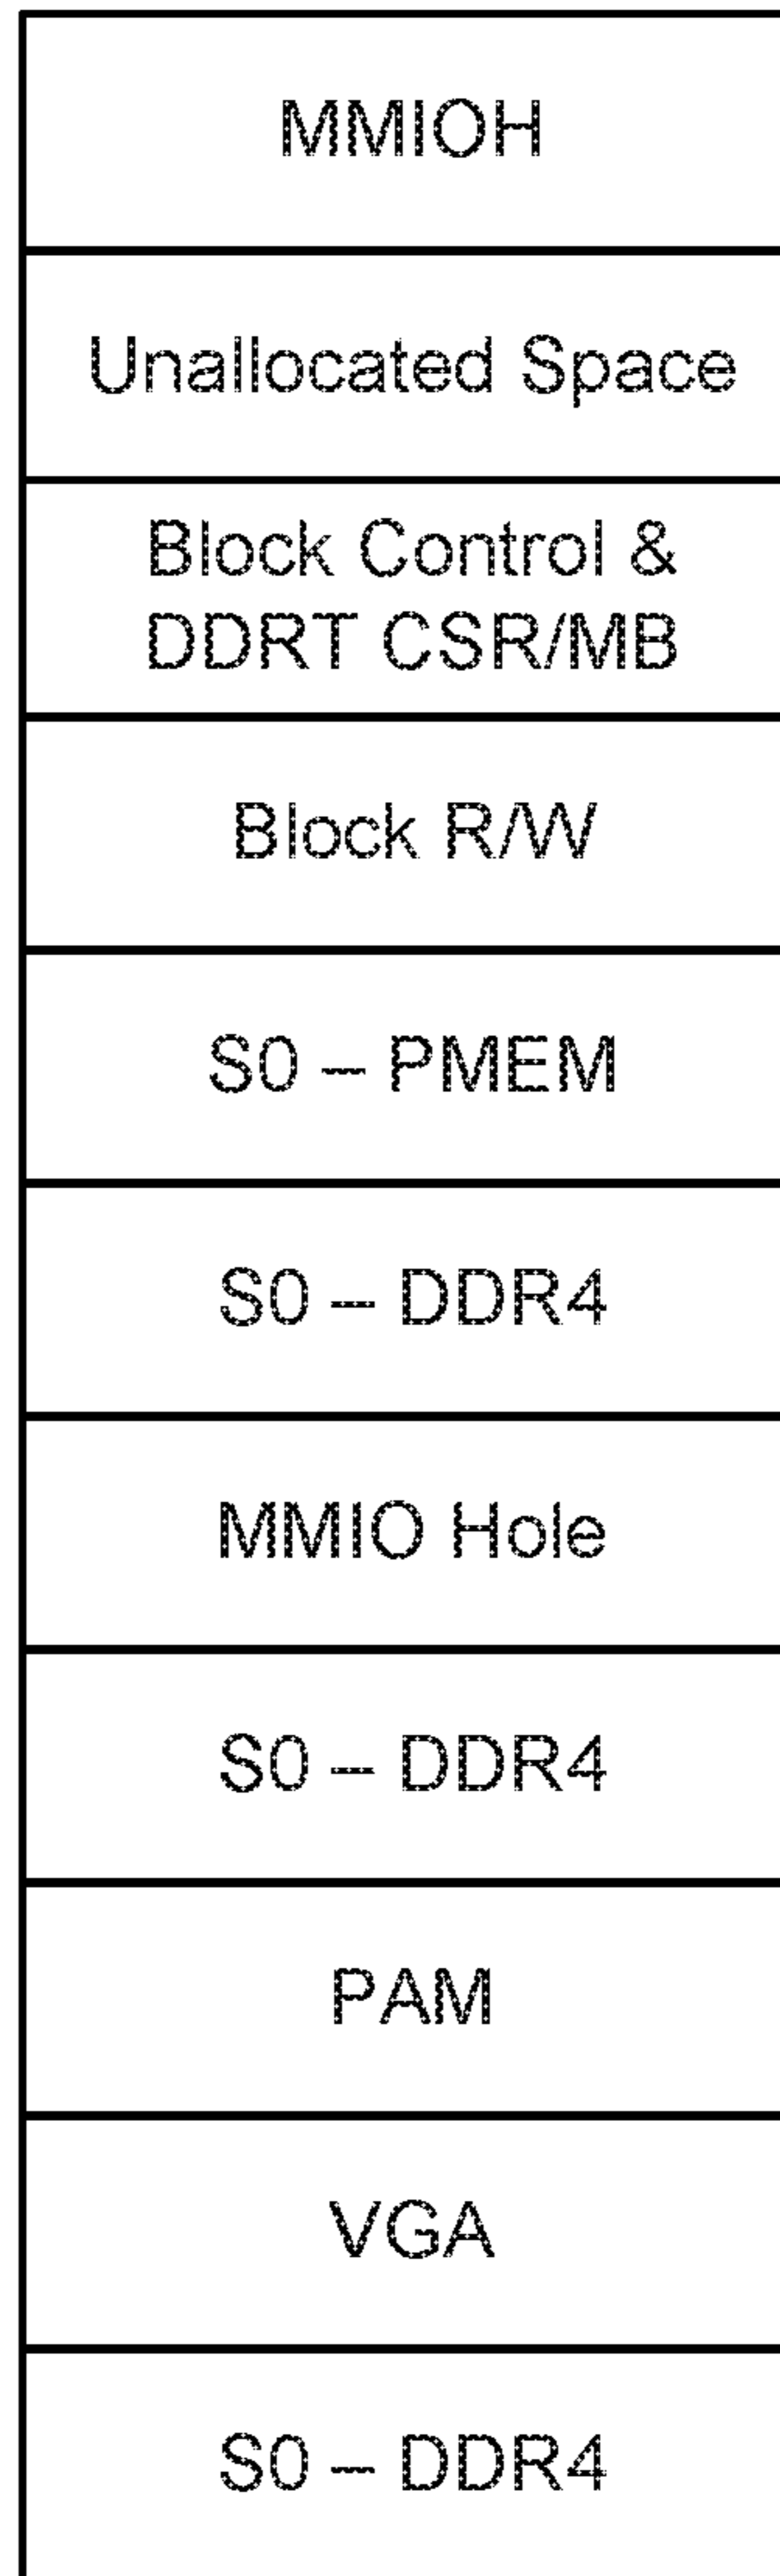 MMIOH
Unallocated Space
Block Control &
DDRT CSR/MB
Block R/W
S0 – PMEM
S0 – DDR4
MMIO Hole
S0 – DDR4
PAM
VGA
S0 – DDR4